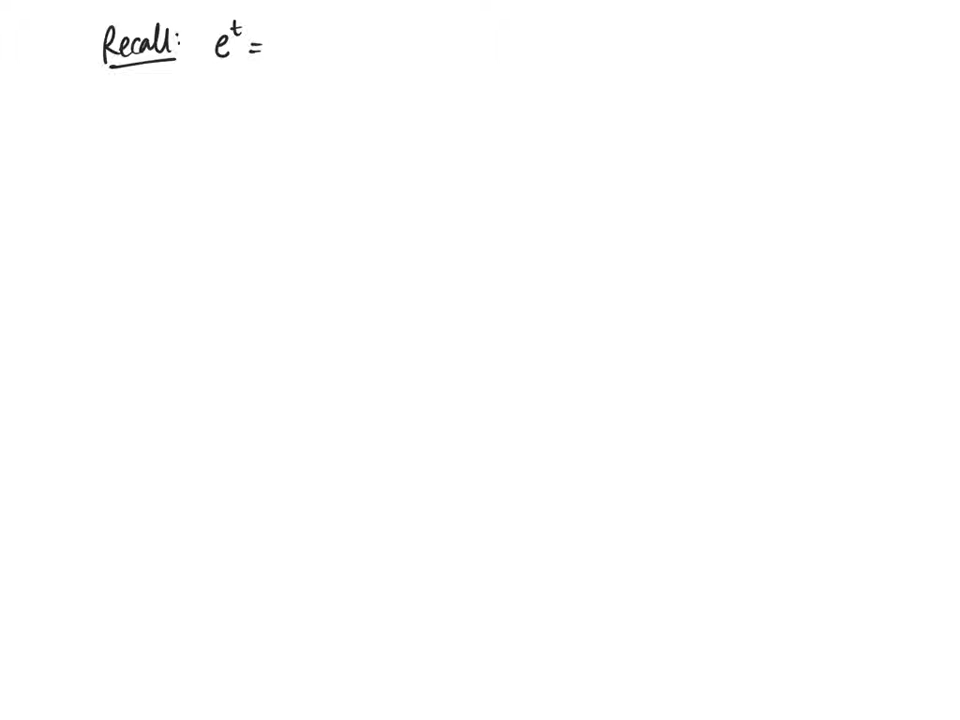 Recall: e^t =